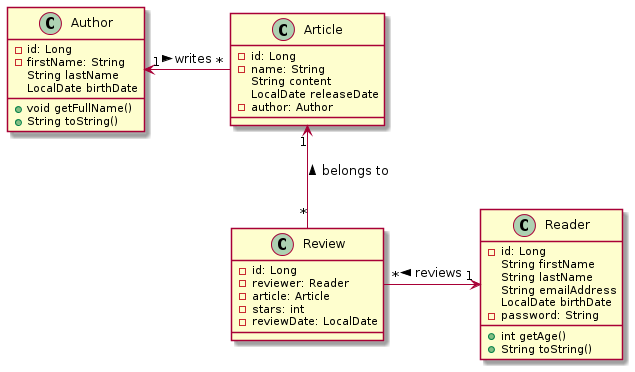 C Author
id: Long
firstName: String
String lastName
LocalDate birthDate
void getFullName()
String toString()
1 writes *
C Article
id: Long
name: String
String content
LocalDate releaseDate
author: Author
1
belongs to
*
C Review
id: Long
reviewer: Reader
article: Article
stars: int
reviewDate: LocalDate
* reviews 1
C Reader
id: Long
String firstName
String lastName
String emailAddress
LocalDate birthDate
password: String
int getAge()
String toString()